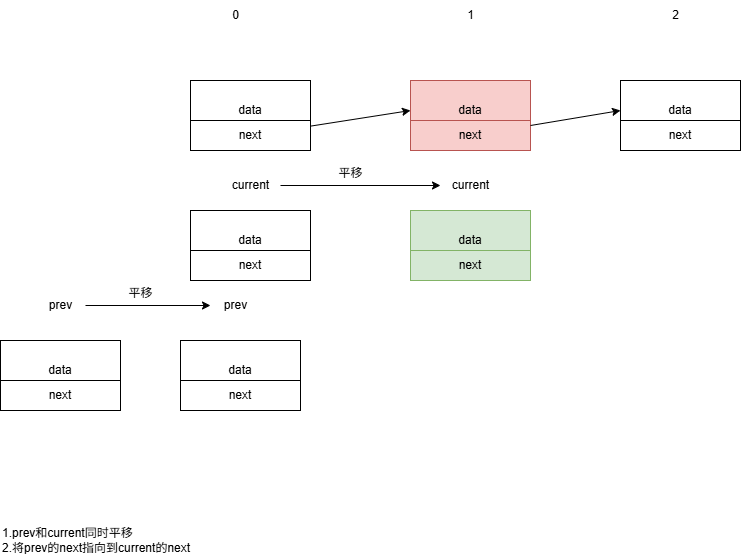 0 1 2
data data data
next next next
平移
current current
data data
next next
平移
prev prev
data data
next next
1.prev和current同时平移
2.将prev的next指向到current的next